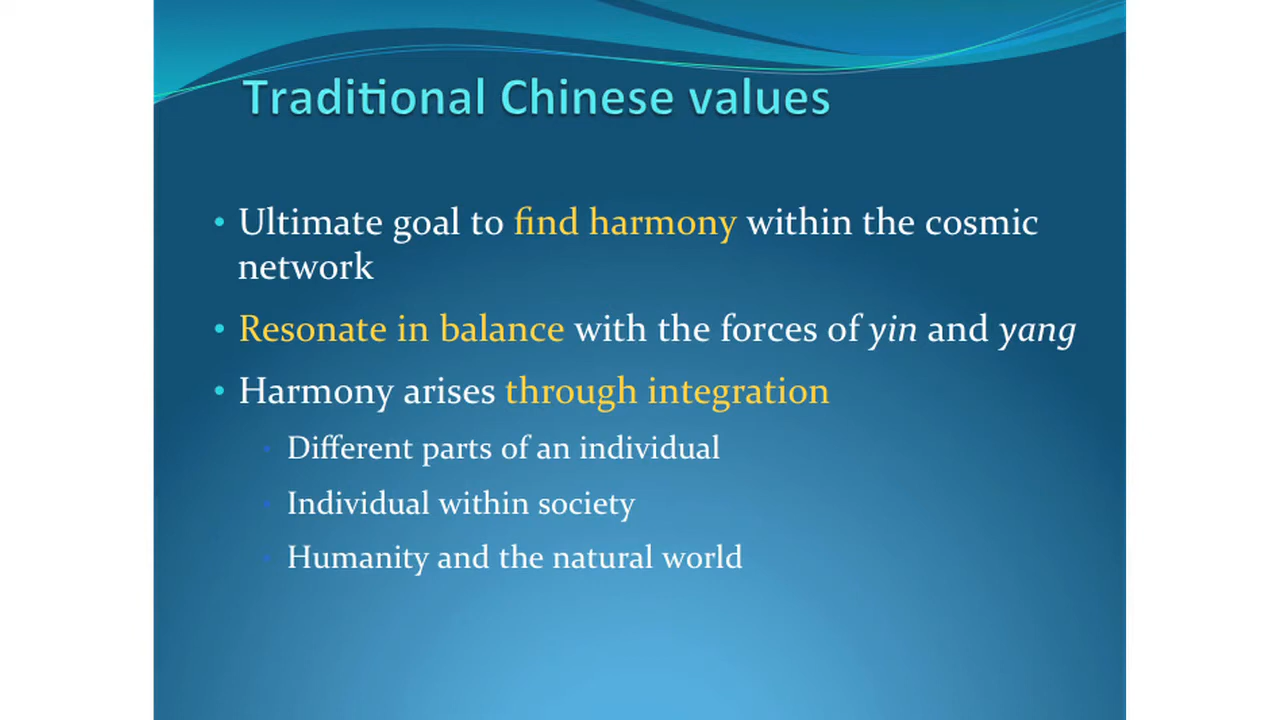 Traditional Chinese values
• Ultimate goal to find harmony within the cosmic
network
• Resonate in balance with the forces of yin and yang
• Harmony arises through integration
• Different parts of an individual
• Individual within society
• Humanity and the natural world